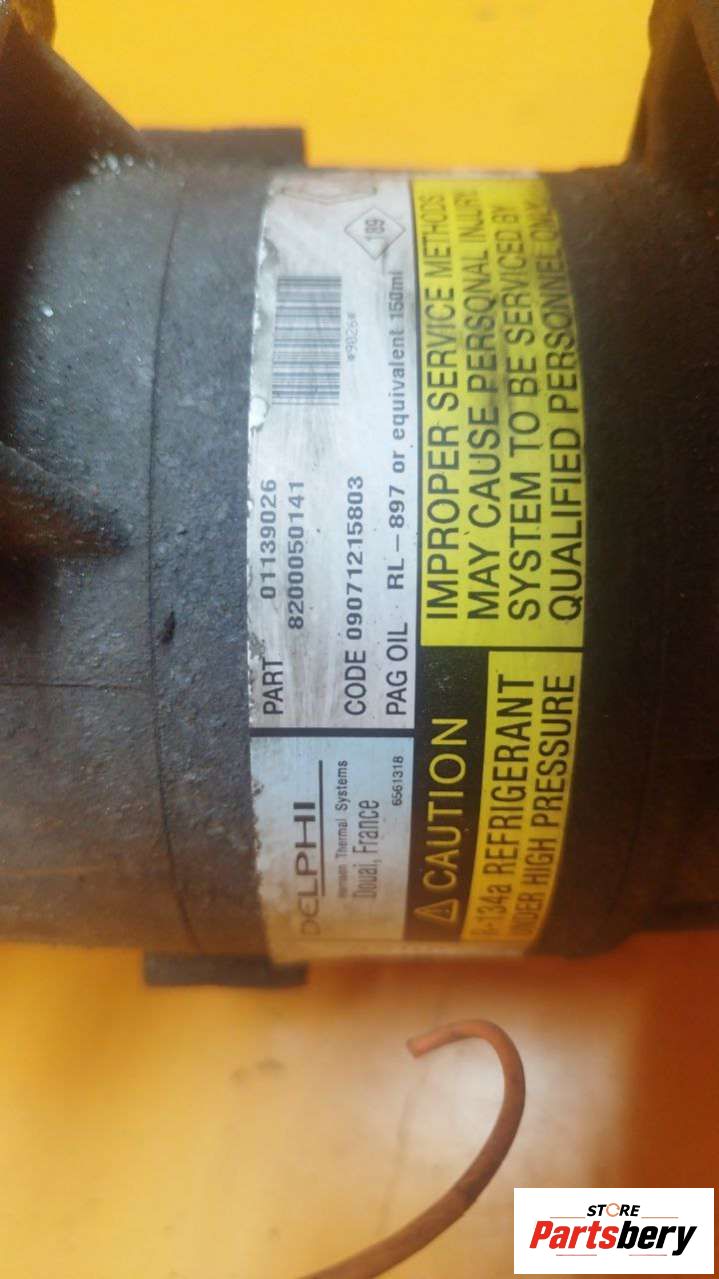 DELPHI
Harrison Thermal Systems
Douai, France
6561318
PART 01139026
8200050141
*9026*
CODE 09071215803
PAG OIL RL-897 or equivalent 150ml
189
⚠ CAUTION
R-134a REFRIGERANT
UNDER HIGH PRESSURE
IMPROPER SERVICE METHODS
MAY CAUSE PERSONAL INJURY
SYSTEM TO BE SERVICED BY
QUALIFIED PERSONNEL ONLY
STORE
Partsbery